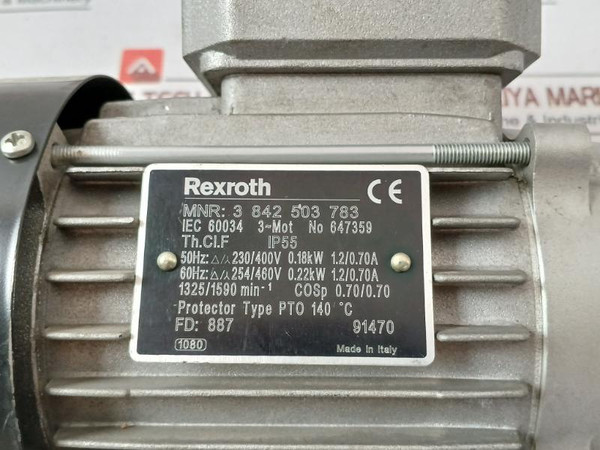 Rexroth CE
MNR: 3 842 503 783
IEC 60034 3~Mot No 647359
Th.Cl.F IP55
50Hz: △/⅄ 230/400V 0.18kW 1.2/0.70A
60Hz: △/⅄ 254/460V 0.22kW 1.2/0.70A
1325/1590 min⁻¹ COSp 0.70/0.70
Protector Type PTO 140 °C
FD: 887 91470
1080 Made in Italy